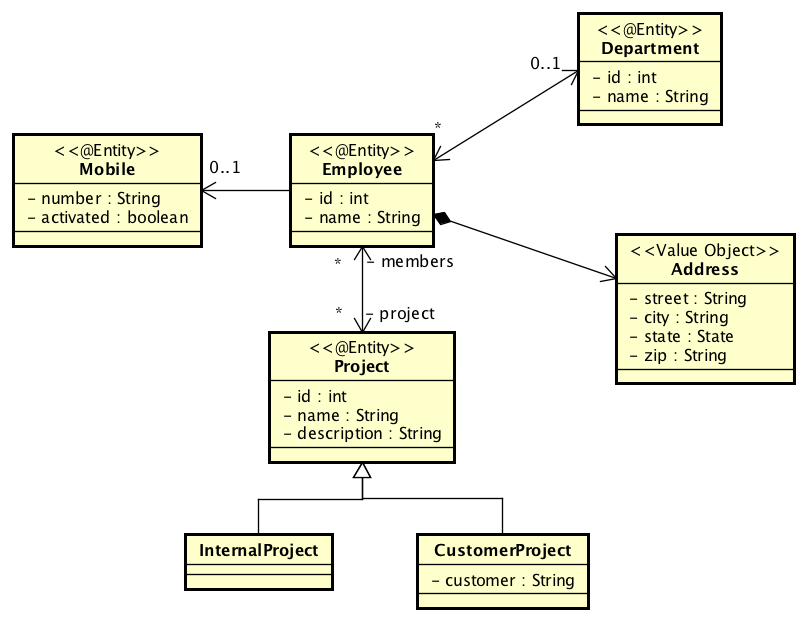 <<@Entity>>
Department
- id : int
- name : String
0..1
*
<<@Entity>>
Mobile
- number : String
- activated : boolean
0..1
<<@Entity>>
Employee
- id : int
- name : String
<<Value Object>>
Address
- street : String
- city : String
- state : State
- zip : String
* - members
* - project
<<@Entity>>
Project
- id : int
- name : String
- description : String
InternalProject
CustomerProject
- customer : String